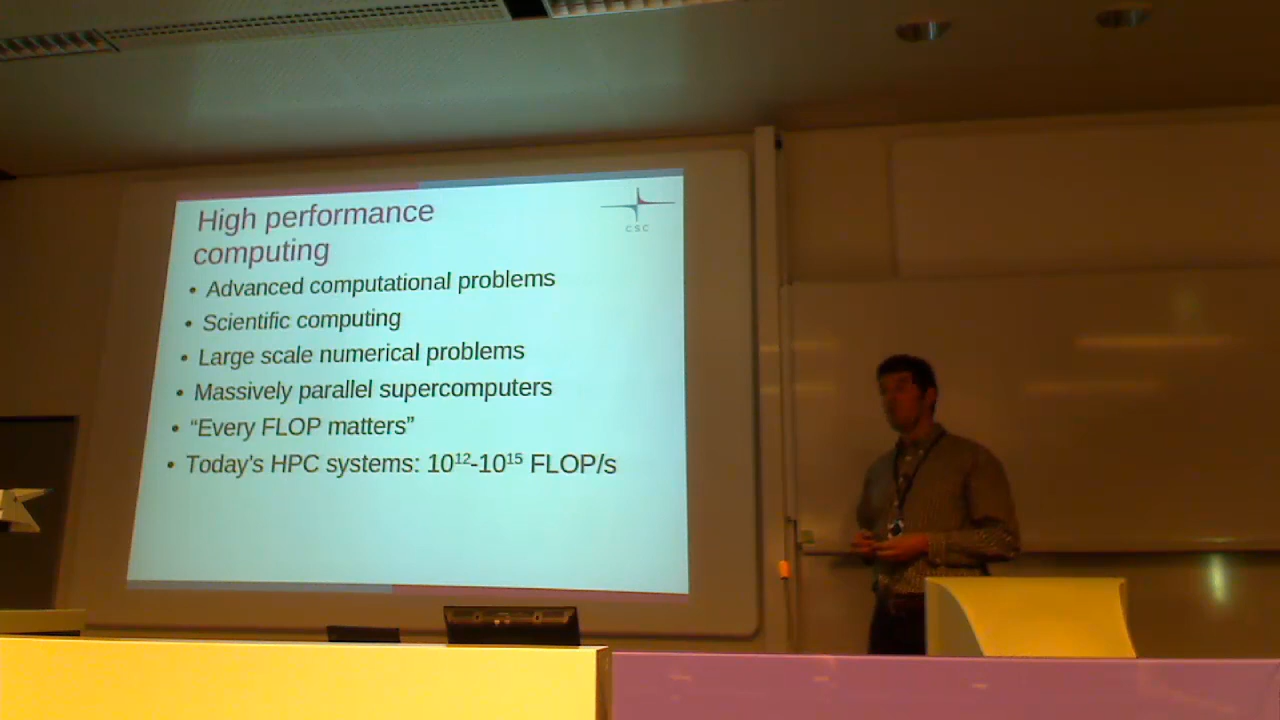 High performance
computing
CSC
• Advanced computational problems
• Scientific computing
• Large scale numerical problems
• Massively parallel supercomputers
• “Every FLOP matters”
• Today's HPC systems: 10¹²-10¹⁵ FLOP/s